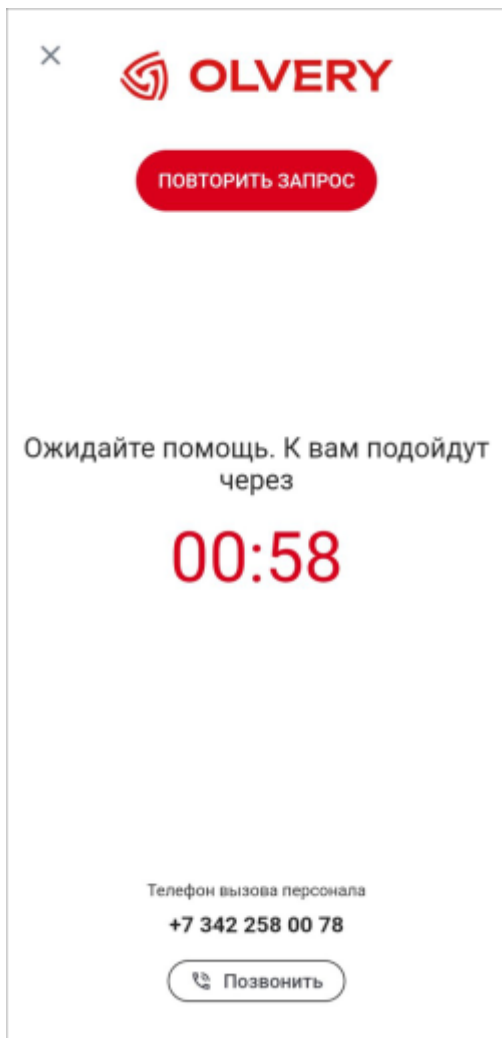 OLVERY
ПОВТОРИТЬ ЗАПРОС
Ожидайте помощь. К вам подойдут
через
00:58
Телефон вызова персонала
+7 342 258 00 78
Позвонить